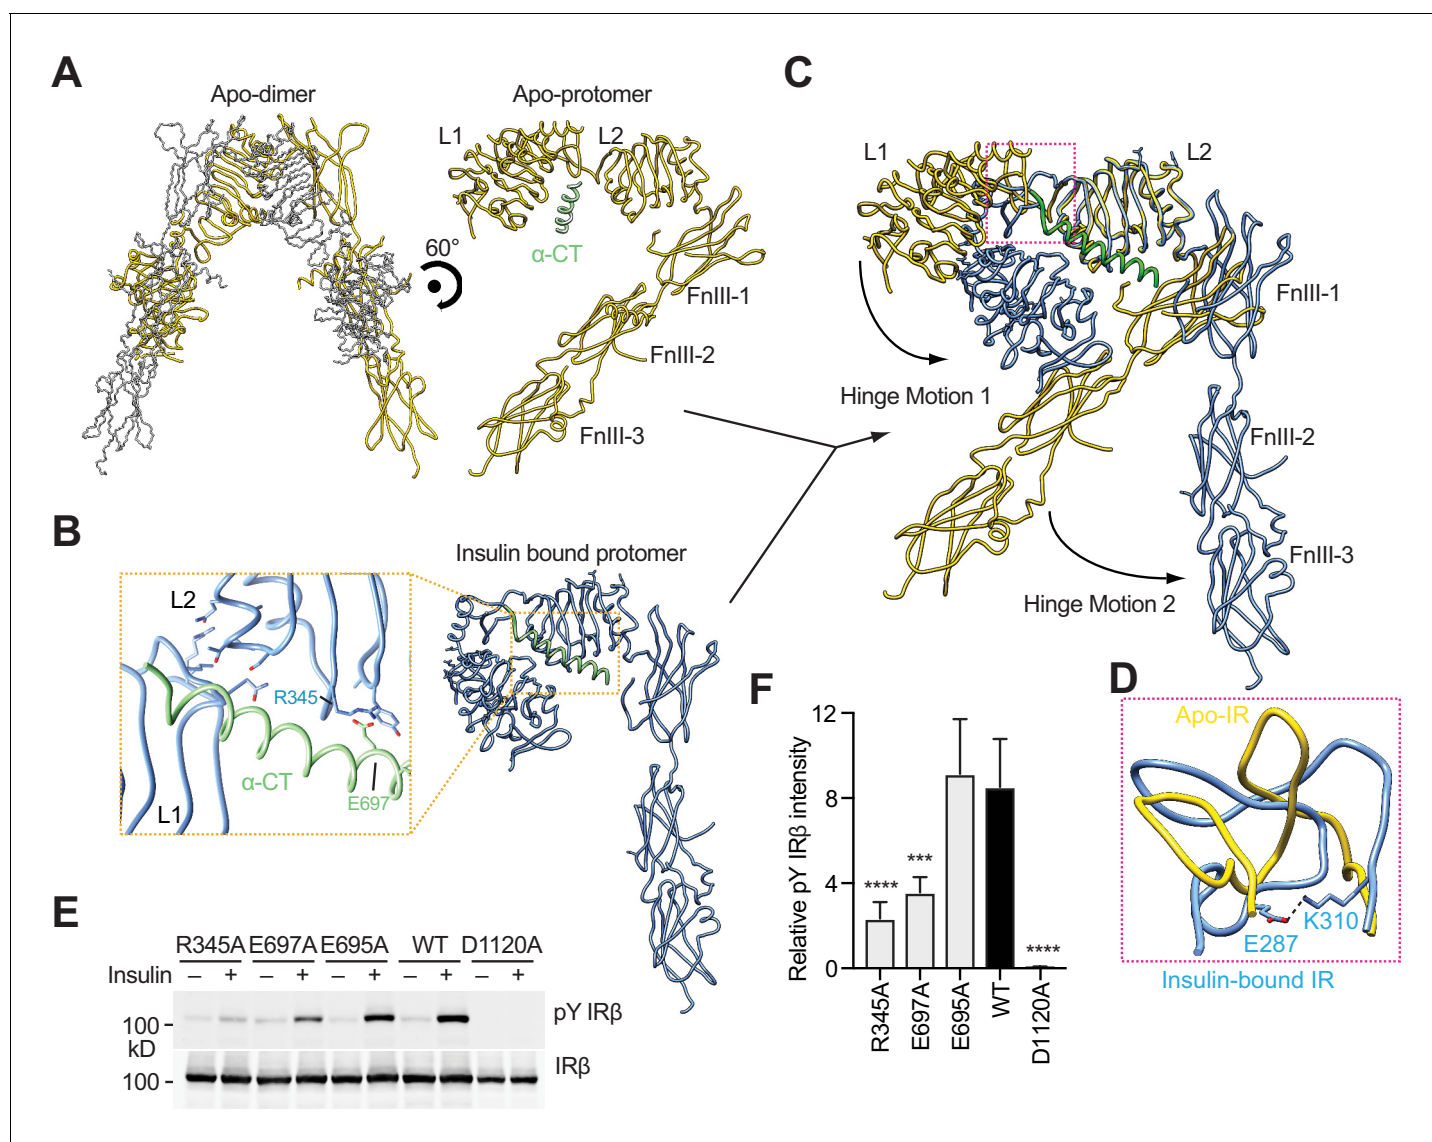 A
Apo-dimer
Apo-protomer
L1
L2
α-CT
60°
FnIII-1
FnIII-2
FnIII-3
C
L1
L2
FnIII-1
Hinge Motion 1
FnIII-2
FnIII-3
Hinge Motion 2
B
Insulin bound protomer
L2
R345
α-CT
E697
L1
D
Apo-IR
K310
E287
Insulin-bound IR
E
R345A E697A E695A WT D1120A
Insulin – + – + – + – + – +
pY IRβ
100
kD
IRβ
100
F
Relative pY IRβ intensity
12
8
4
0
**** *** ****
R345A E697A E695A WT D1120A